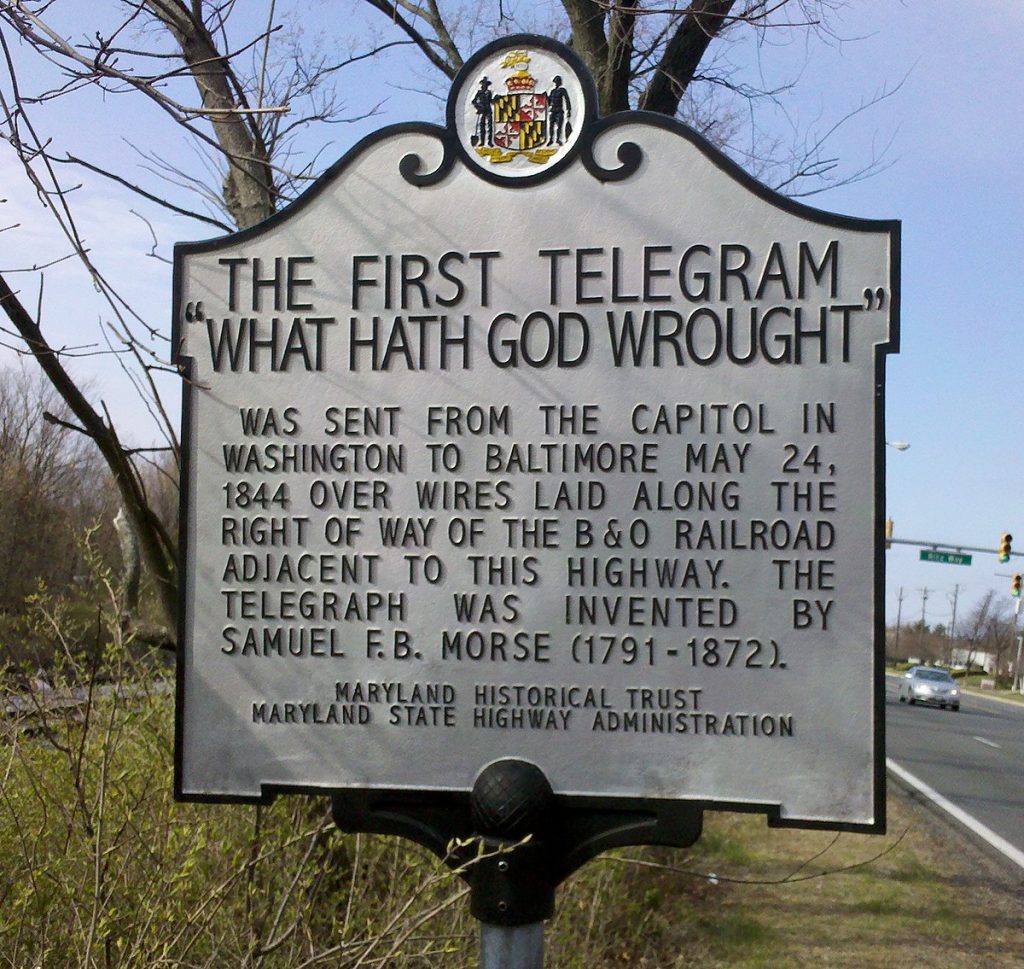 THE FIRST TELEGRAM
"WHAT HATH GOD WROUGHT"
WAS SENT FROM THE CAPITOL IN
WASHINGTON TO BALTIMORE MAY 24,
1844 OVER WIRES LAID ALONG THE
RIGHT OF WAY OF THE B & O RAILROAD
ADJACENT TO THIS HIGHWAY. THE
TELEGRAPH WAS INVENTED BY
SAMUEL F.B. MORSE (1791-1872).
MARYLAND HISTORICAL TRUST
MARYLAND STATE HIGHWAY ADMINISTRATION